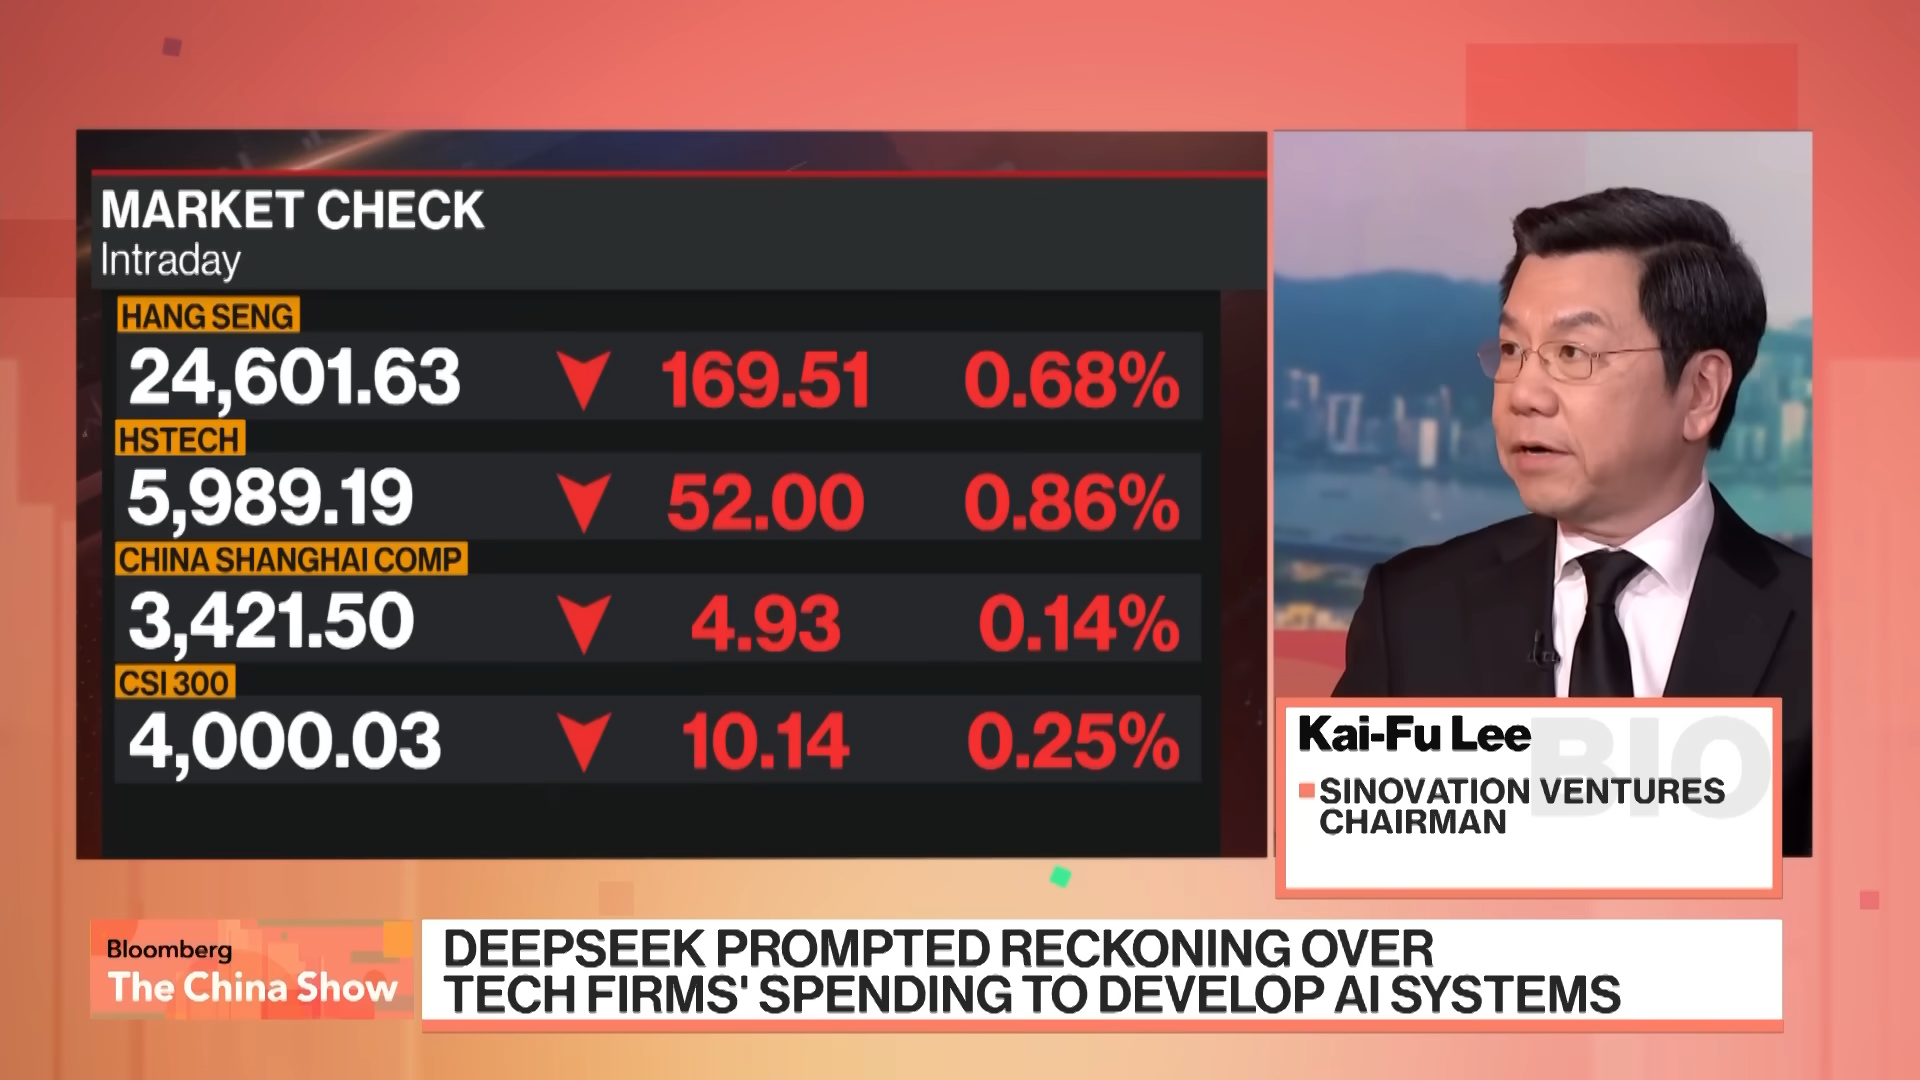 MARKET CHECK
Intraday
HANG SENG
24,601.63 169.51 0.68%
HSTECH
5,989.19 52.00 0.86%
CHINA SHANGHAI COMP
3,421.50 4.93 0.14%
CSI 300
4,000.03 10.14 0.25%
BIO
Kai-Fu Lee
SINOVATION VENTURES
CHAIRMAN
Bloomberg
The China Show
DEEPSEEK PROMPTED RECKONING OVER
TECH FIRMS' SPENDING TO DEVELOP AI SYSTEMS